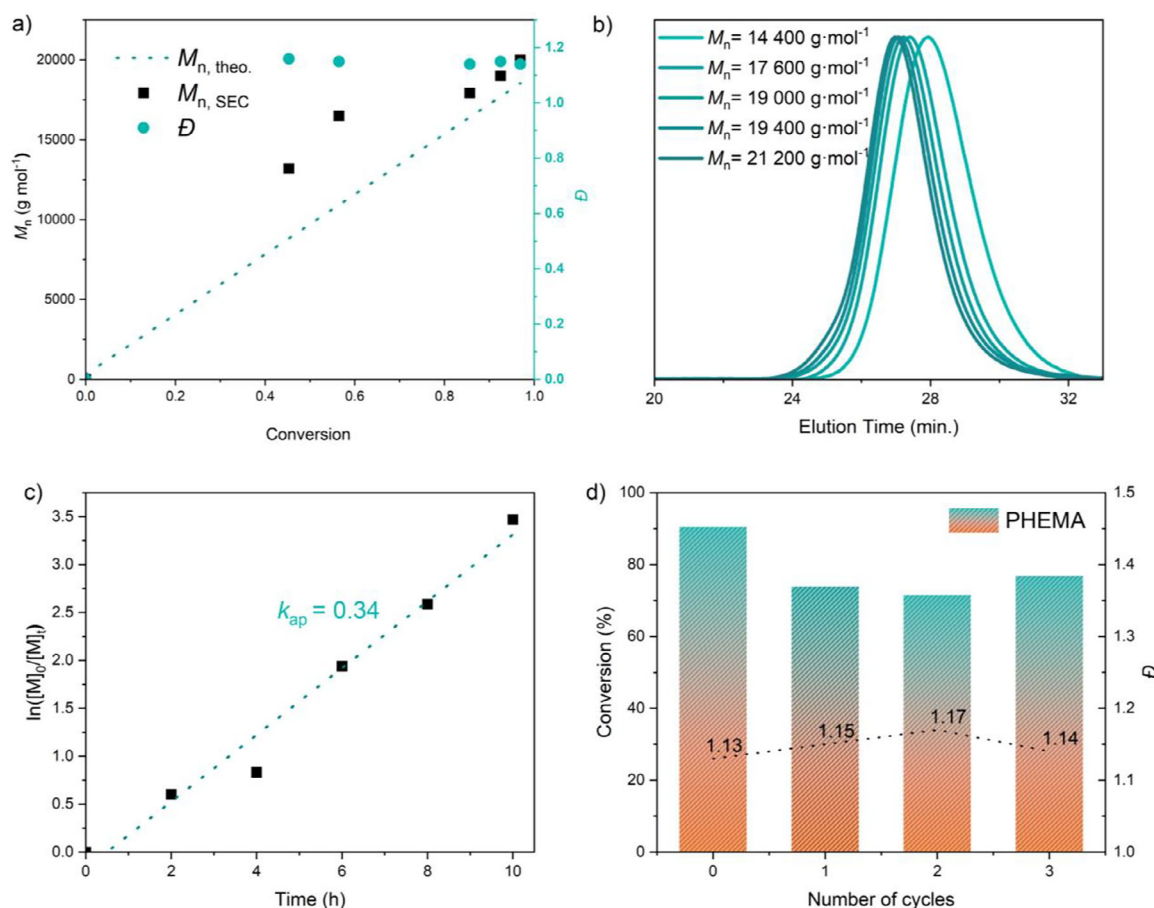 a)
20000
15000
10000
5000
0
Mn (g mol-1)
Mn, theo.
Mn, SEC
Đ
1.2
1.0
0.8
0.6
0.4
0.2
0.0
Đ
0.0 0.2 0.4 0.6 0.8 1.0
Conversion
b)
Mn= 14 400 g·mol-1
Mn= 17 600 g·mol-1
Mn= 19 000 g·mol-1
Mn= 19 400 g·mol-1
Mn= 21 200 g·mol-1
20 24 28 32
Elution Time (min.)
c)
3.5
3.0
2.5
2.0
1.5
1.0
0.5
0.0
ln([M]0/[M]t)
kap = 0.34
0 2 4 6 8 10
Time (h)
d)
100
80
60
40
20
0
Conversion (%)
PHEMA
1.13 1.15 1.17 1.14
1.5
1.4
1.3
1.2
1.1
1.0
Đ
0 1 2 3
Number of cycles